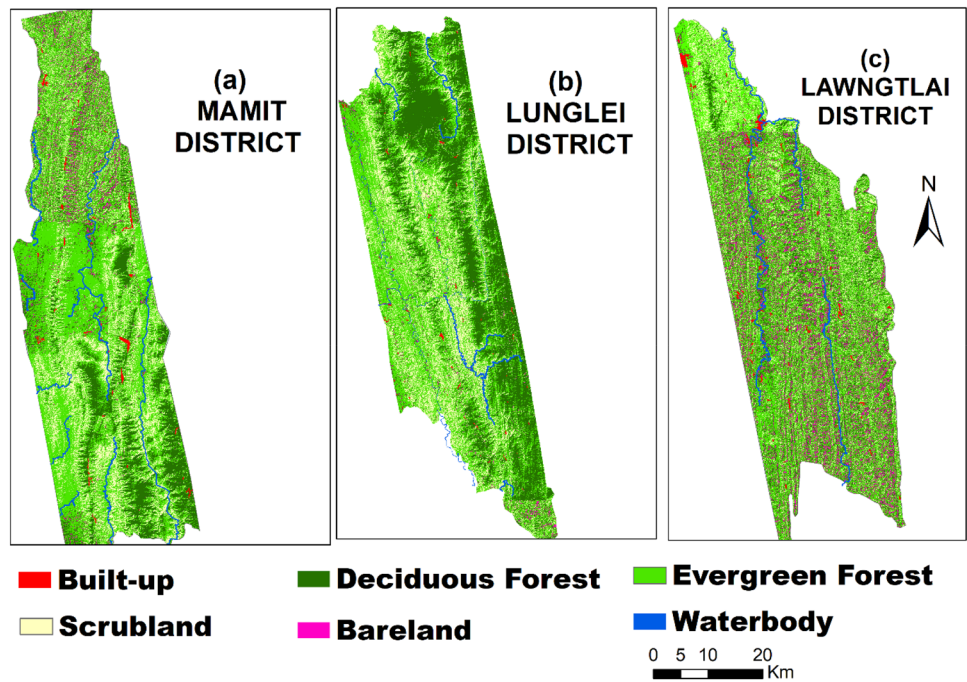 (a)
MAMIT
DISTRICT
(b)
LUNGLEI
DISTRICT
(c)
LAWNGTLAI
DISTRICT
N
Built-up
Deciduous Forest
Evergreen Forest
Scrubland
Bareland
Waterbody
0 5 10 20
Km